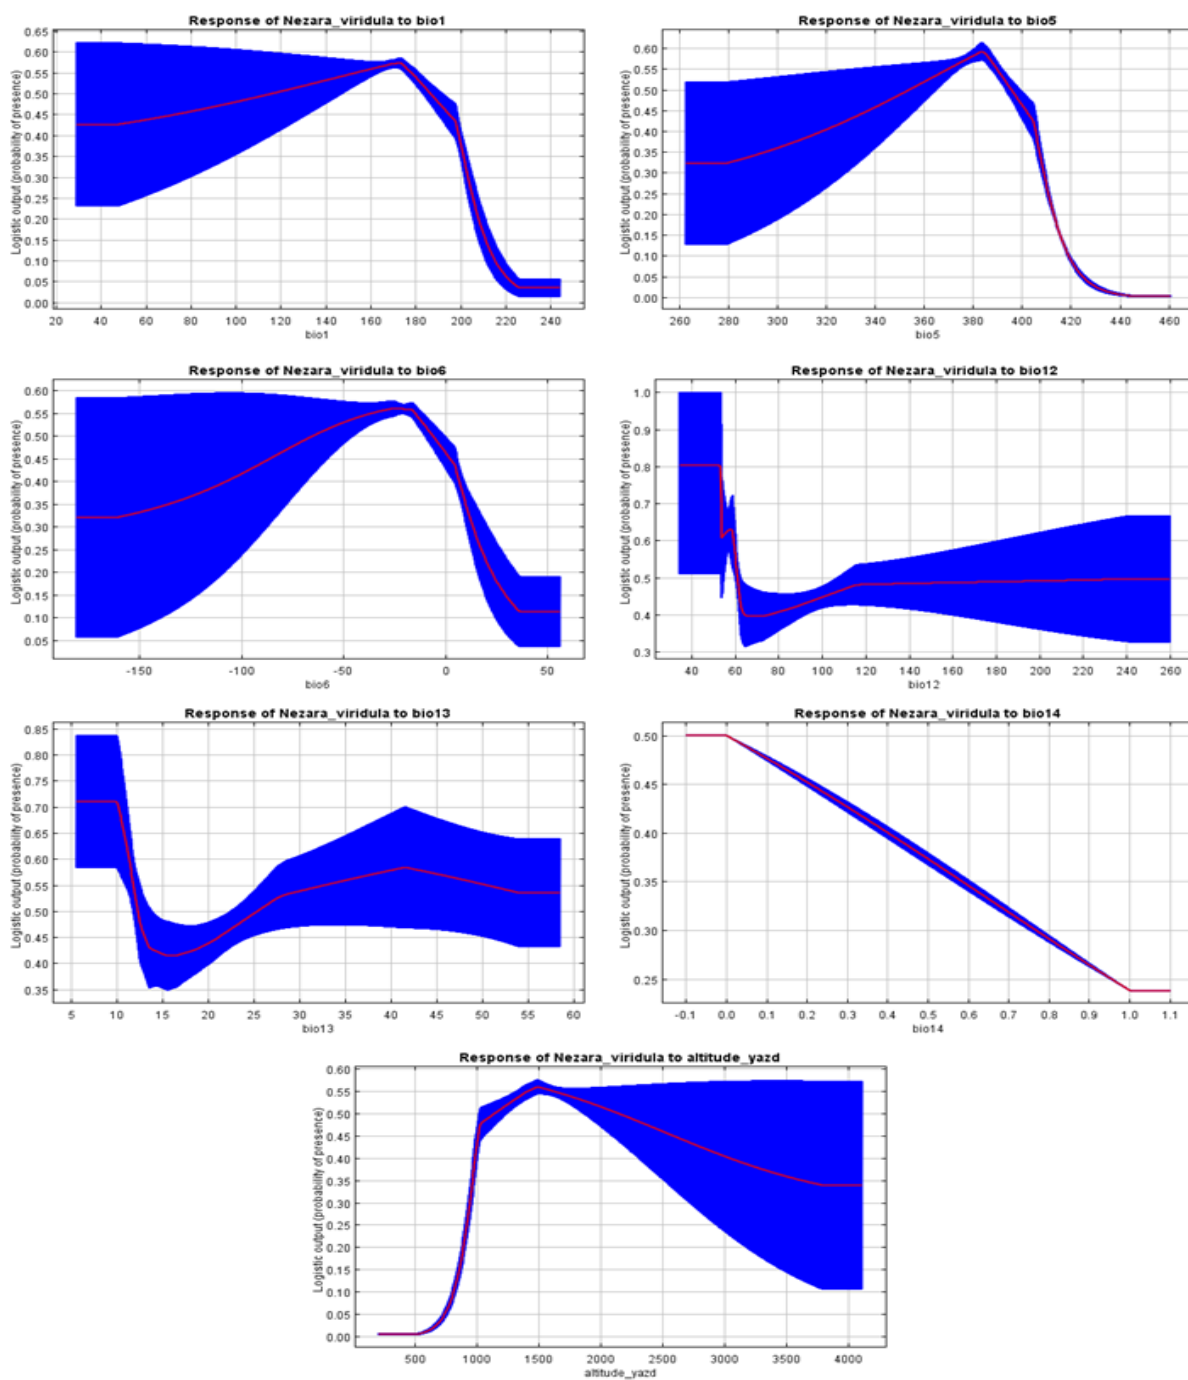 Response of Nezara_viridula to bio1
Logistic output (probability of presence)
0.65
0.60
0.55
0.50
0.45
0.40
0.35
0.30
0.25
0.20
0.15
0.10
0.05
0.00
20 40 60 80 100 120 140 160 180 200 220 240
bio1
Response of Nezara_viridula to bio5
Logistic output (probability of presence)
0.60
0.55
0.50
0.45
0.40
0.35
0.30
0.25
0.20
0.15
0.10
0.05
0.00
260 280 300 320 340 360 380 400 420 440 460
bio5
Response of Nezara_viridula to bio6
Logistic output (probability of presence)
0.60
0.55
0.50
0.45
0.40
0.35
0.30
0.25
0.20
0.15
0.10
0.05
-150 -100 -50 0 50
bio6
Response of Nezara_viridula to bio12
Logistic output (probability of presence)
1.0
0.9
0.8
0.7
0.6
0.5
0.4
0.3
40 60 80 100 120 140 160 180 200 220 240 260
bio12
Response of Nezara_viridula to bio13
Logistic output (probability of presence)
0.85
0.80
0.75
0.70
0.65
0.60
0.55
0.50
0.45
0.40
0.35
5 10 15 20 25 30 35 40 45 50 55 60
bio13
Response of Nezara_viridula to bio14
Logistic output (probability of presence)
0.50
0.45
0.40
0.35
0.30
0.25
-0.1 0.0 0.1 0.2 0.3 0.4 0.5 0.6 0.7 0.8 0.9 1.0 1.1
bio14
Response of Nezara_viridula to altitude_yazd
Logistic output (probability of presence)
0.60
0.55
0.50
0.45
0.40
0.35
0.30
0.25
0.20
0.15
0.10
0.05
0.00
500 1000 1500 2000 2500 3000 3500 4000
altitude_yazd